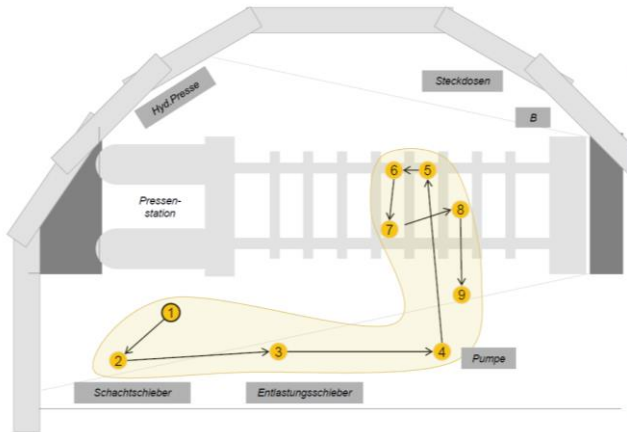 Steckdosen
Hyd.Presse
B
6
5
Pressen-
station
8
7
9
1
2
3
4
Pumpe
Schachtschieber
Entlastungsschieber